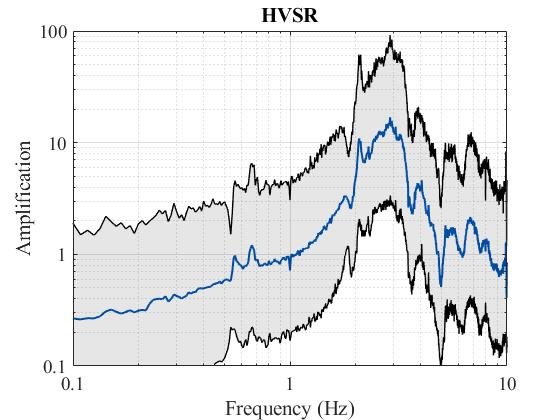 HVSR
100
10
1
0.1
Amplification
0.1 1 10
Frequency (Hz)